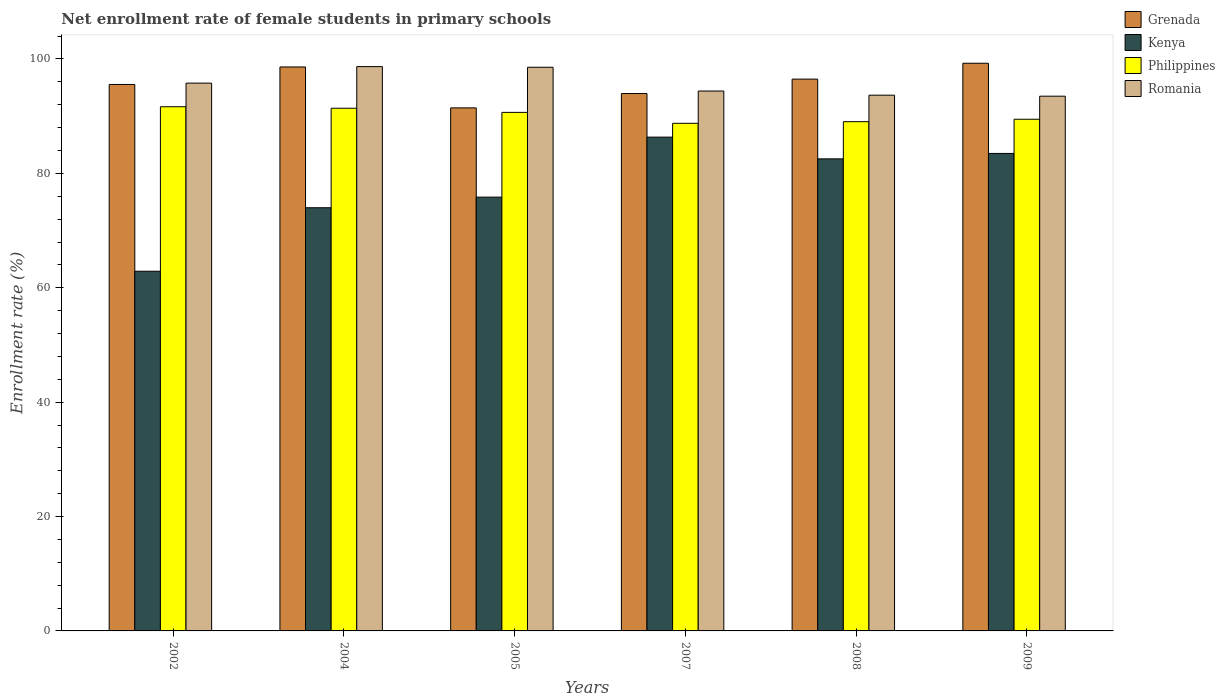 Net enrollment rate of female students in primary schools
Grenada
Kenya
Philippines
Romania
Enrollment rate (%)
100
80
60
40
20
0
2002
2004
2005
2007
2008
2009
Years